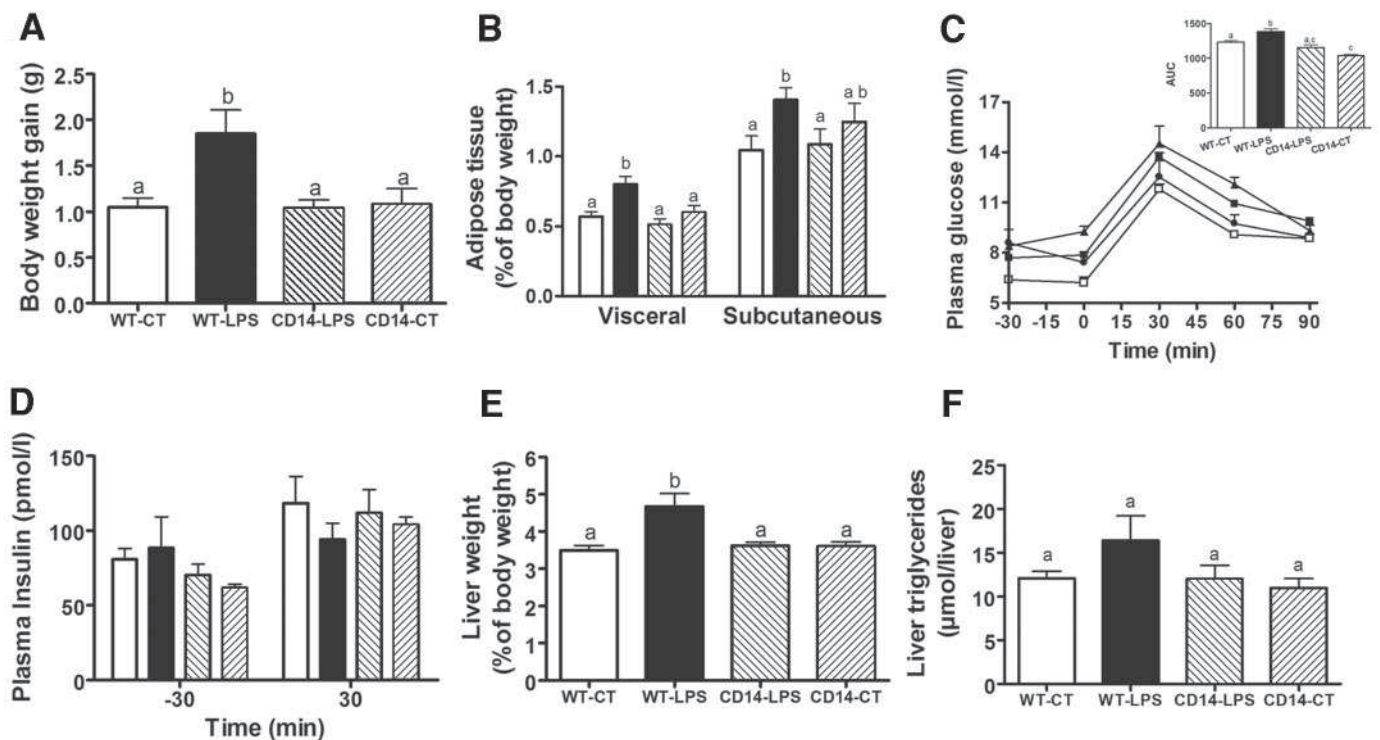 A
Body weight gain (g)
2.5
2.0
1.5
1.0
0.5
0.0
a
b
a
a
WT-CT
WT-LPS
CD14-LPS
CD14-CT
B
Adipose tissue
(%of body weight)
1.5
1.0
0.5
0.0
a
b
a
a
a
b
a
a b
Visceral
Subcutaneous
C
Plasma glucose (mmol/l)
17
14
11
8
5
-30
-15
0
15
30
45
60
75
90
Time (min)
AUC
1500
1000
500
0
a
b
a,c
c
WT-CT
WT-LPS
CD14-LPS
CD14-CT
D
Plasma Insulin (pmol/l)
150
100
50
0
-30
30
Time (min)
E
Liver weight
(%of body weight)
6
5
4
3
2
1
0
a
b
a
a
WT-CT
WT-LPS
CD14-LPS
CD14-CT
F
Liver triglycerides
(µmol/liver)
25
20
15
10
5
0
a
a
a
a
WT-CT
WT-LPS
CD14-LPS
CD14-CT